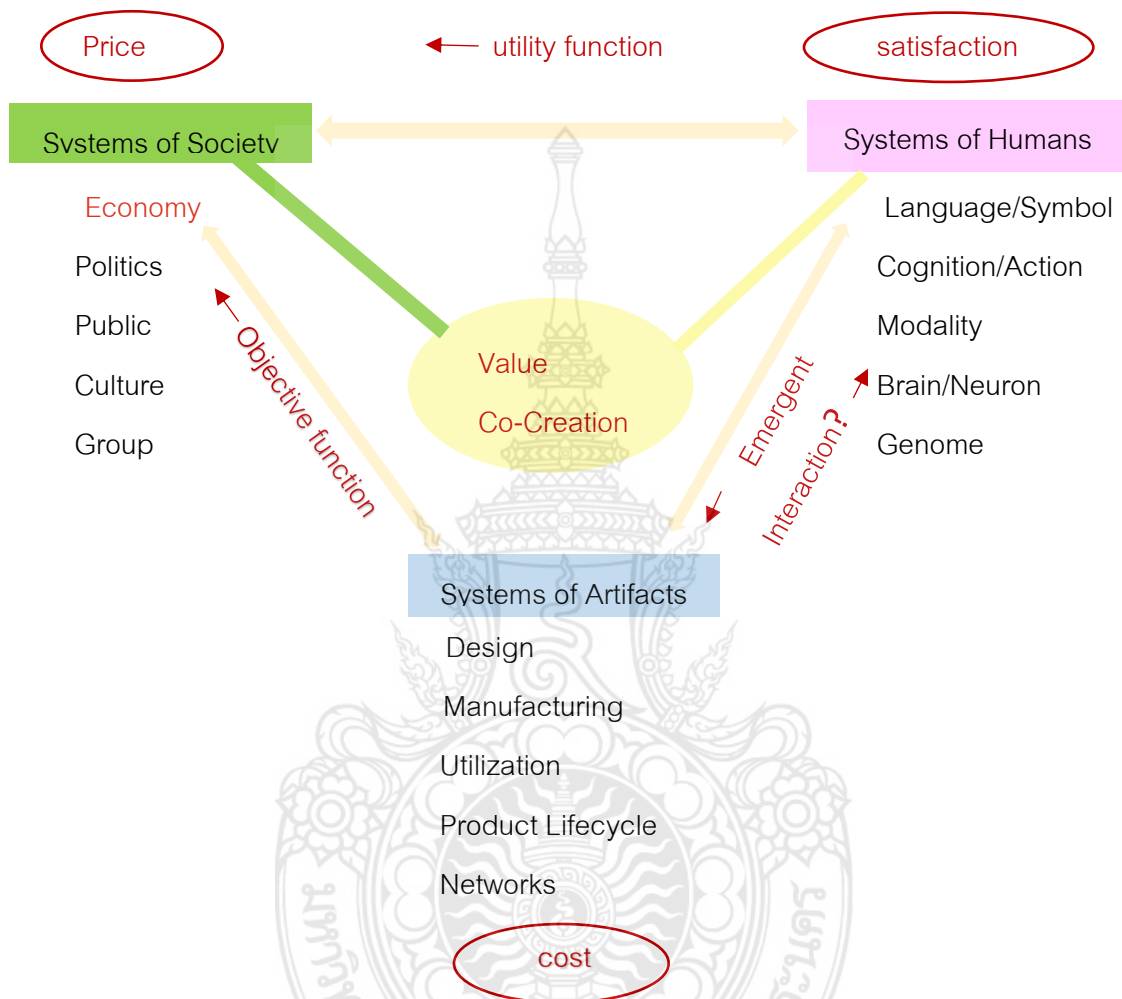 Price
utility function
satisfaction
Systems of Society
Systems of Humans
Economy
Politics
Public
Culture
Group
Language/Symbol
Cognition/Action
Modality
Brain/Neuron
Genome
Objective function
Value
Co-Creation
Emergent
Interaction?
Systems of Artifacts
Design
Manufacturing
Utilization
Product Lifecycle
Networks
cost